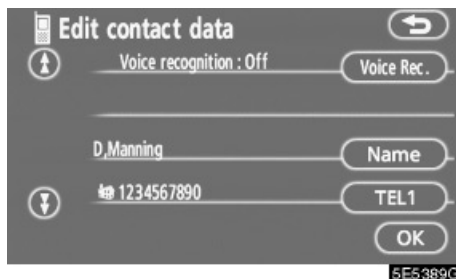 Edit contact data
Voice recognition : Off
Voice Rec.
D,Manning
Name
1234567890
TEL1
OK
5E5389G